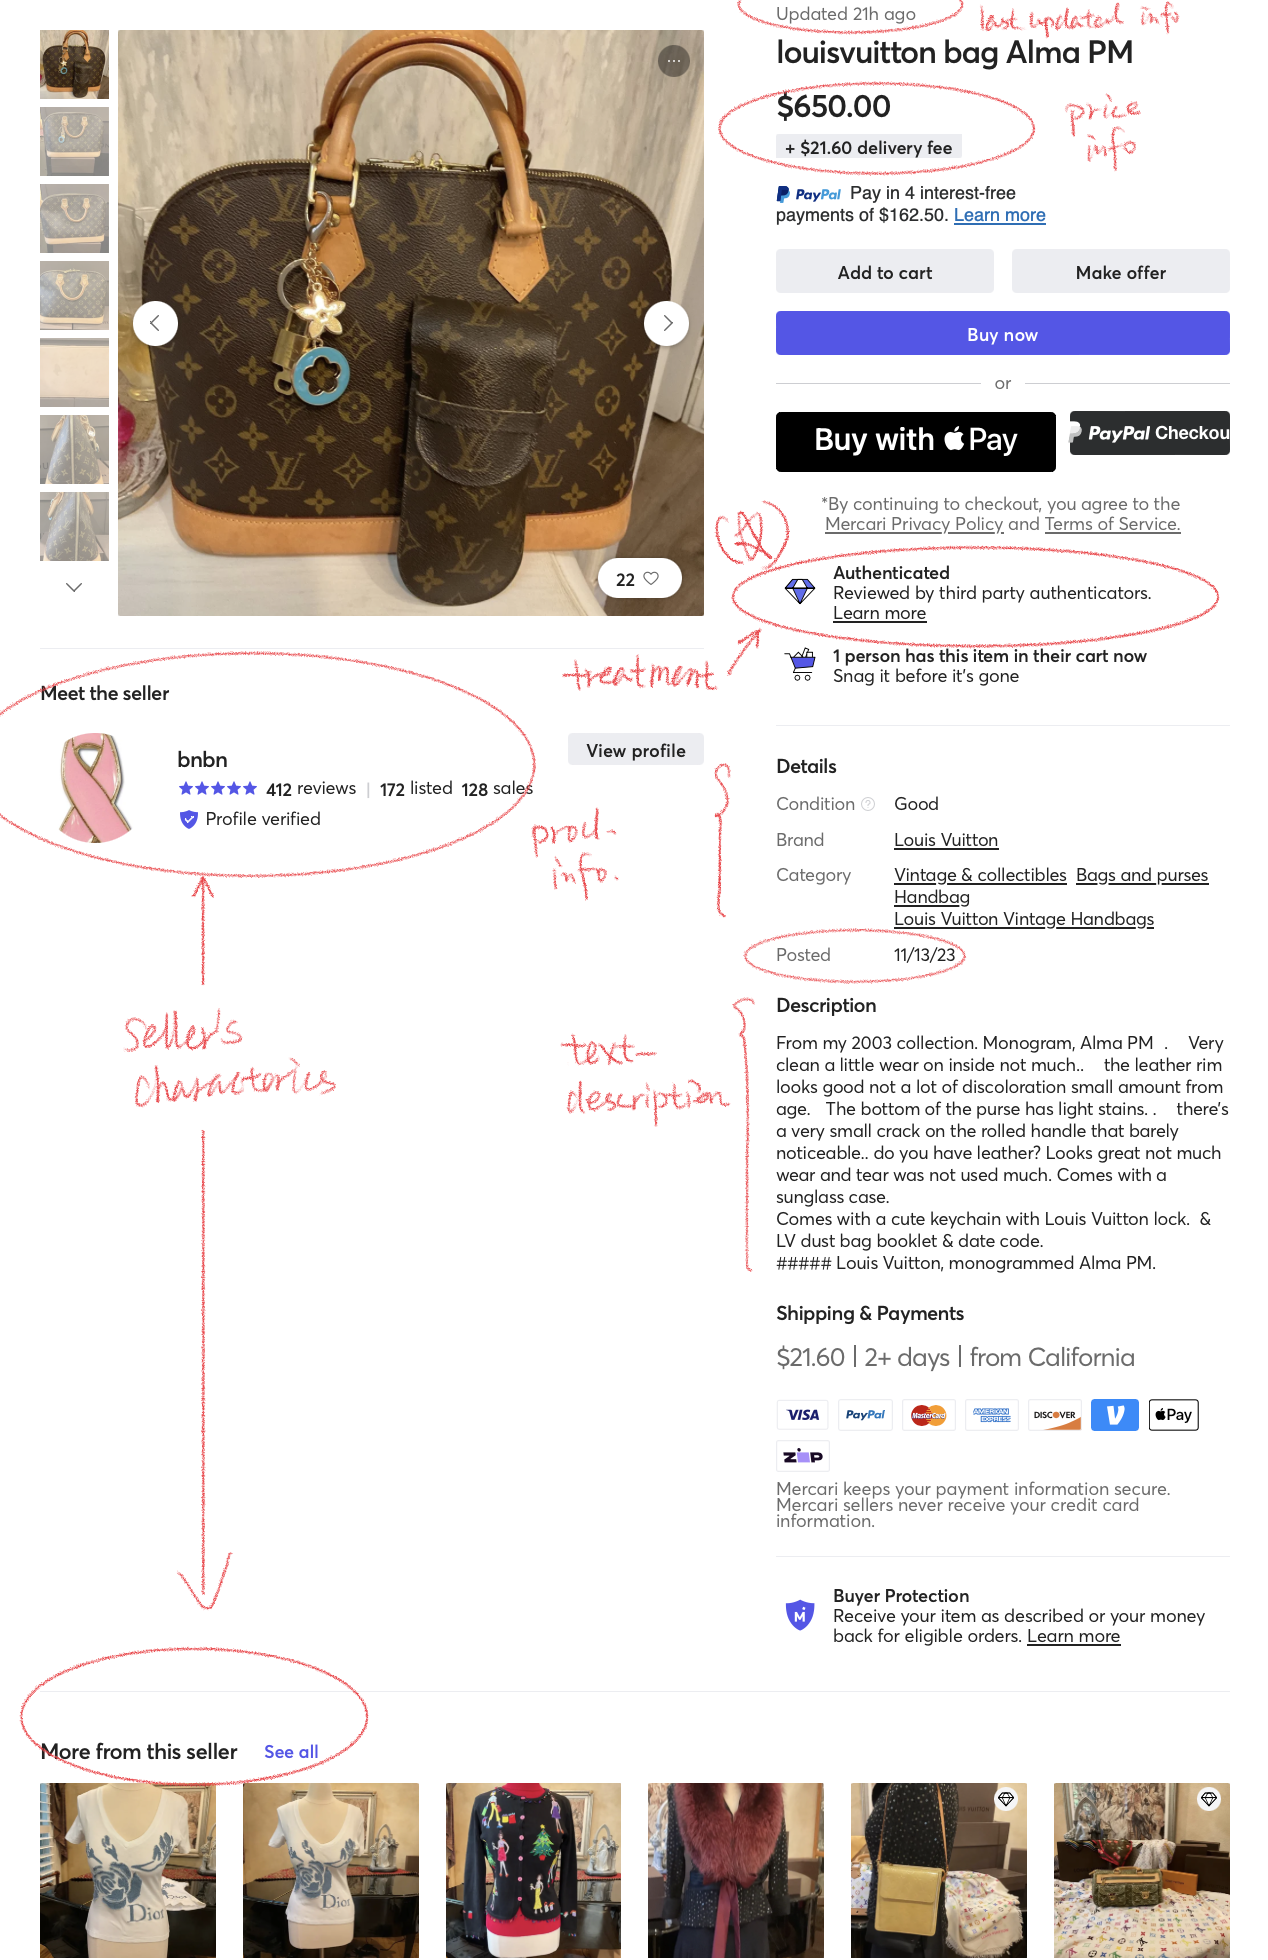 Updated 21h ago
last updated info
louisvuitton bag Alma PM
$650.00
+ $21.60 delivery fee
price
info
PayPal Pay in 4 interest-free
payments of $162.50. Learn more
Add to cart
Make offer
Buy now
or
Buy with Pay
PayPal Checkou
*By continuing to checkout, you agree to the
Mercari Privacy Policy and Terms of Service.
22
Authenticated
Reviewed by third party authenticators.
Learn more
treatment
1 person has this item in their cart now
Snag it before it's gone
Meet the seller
bnbn
412 reviews | 172 listed 128 sales
Profile verified
View profile
seller's
charactorics
prod-
info.
Details
Condition Good
Brand Louis Vuitton
Category Vintage & collectibles Bags and purses
Handbag
Louis Vuitton Vintage Handbags
Posted 11/13/23
text-
description
Description
From my 2003 collection. Monogram, Alma PM . Very
clean a little wear on inside not much.. the leather rim
looks good not a lot of discoloration small amount from
age. The bottom of the purse has light stains. . there's
a very small crack on the rolled handle that barely
noticeable.. do you have leather? Looks great not much
wear and tear was not used much. Comes with a
sunglass case.
Comes with a cute keychain with Louis Vuitton lock. &
LV dust bag booklet & date code.
##### Louis Vuitton, monogrammed Alma PM.
Shipping & Payments
$21.60 | 2+ days | from California
VISA PayPal MasterCard AMERICAN EXPRESS DISCOVER V Pay
ZIP
Mercari keeps your payment information secure.
Mercari sellers never receive your credit card
information.
Buyer Protection
Receive your item as described or your money
back for eligible orders. Learn more
More from this seller See all
Dior
Dior